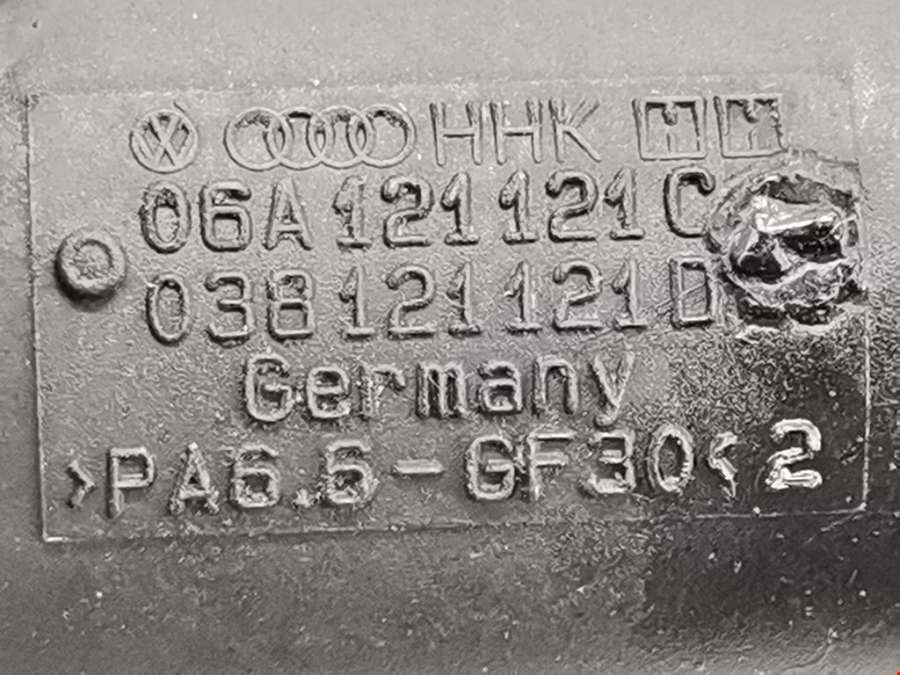 HHK
06A 121 121 C
038 121 121 D
Germany
>PA6.6-GF30< 2